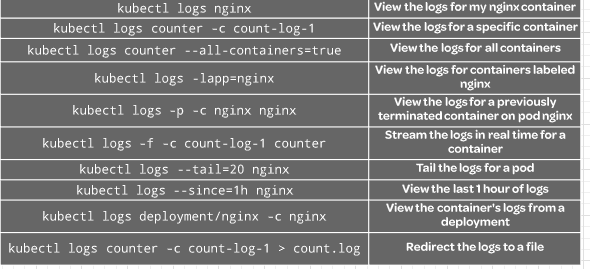 kubectl logs nginx
View the logs for my nginx container
kubectl logs counter -c count-log-1
View the logs for a specific container
kubectl logs counter --all-containers=true
View the logs for all containers
kubectl logs -lapp=nginx
View the logs for containers labeled
nginx
kubectl logs -p -c nginx nginx
View the logs for a previously
terminated container on pod nginx
kubectl logs -f -c count-log-1 counter
Stream the logs in real time for a
container
kubectl logs --tail=20 nginx
Tail the logs for a pod
kubectl logs --since=1h nginx
View the last 1 hour of logs
kubectl logs deployment/nginx -c nginx
View the container's logs from a
deployment
kubectl logs counter -c count-log-1 > count.log
Redirect the logs to a file